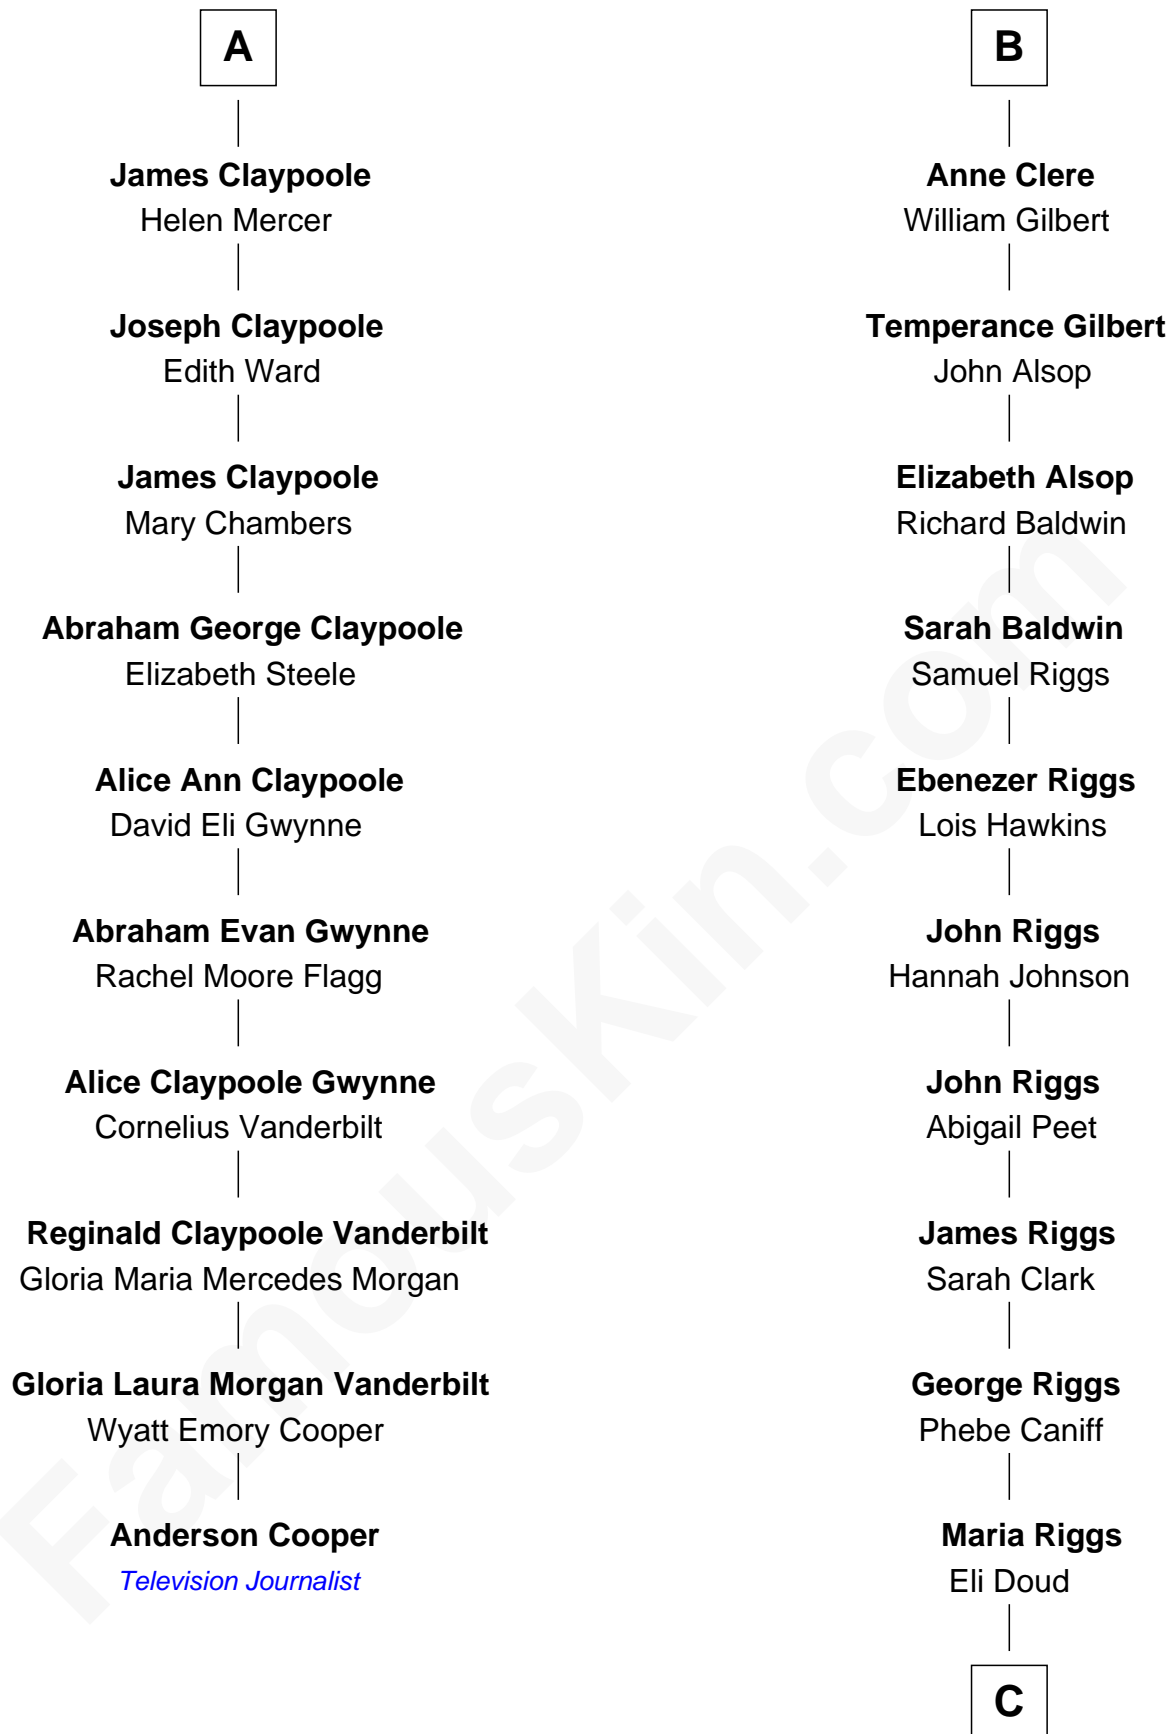 A
James Claypoole
Helen Mercer
Joseph Claypoole
Edith Ward
James Claypoole
Mary Chambers
Abraham George Claypoole
Elizabeth Steele
Alice Ann Claypoole
David Eli Gwynne
Abraham Evan Gwynne
Rachel Moore Flagg
Alice Claypoole Gwynne
Cornelius Vanderbilt
Reginald Claypoole Vanderbilt
Gloria Maria Mercedes Morgan
Gloria Laura Morgan Vanderbilt
Wyatt Emory Cooper
Anderson Cooper
Television Journalist
B
Anne Clere
William Gilbert
Temperance Gilbert
John Alsop
Elizabeth Alsop
Richard Baldwin
Sarah Baldwin
Samuel Riggs
Ebenezer Riggs
Lois Hawkins
John Riggs
Hannah Johnson
John Riggs
Abigail Peet
James Riggs
Sarah Clark
George Riggs
Phebe Caniff
Maria Riggs
Eli Doud
C
FamousKin.com